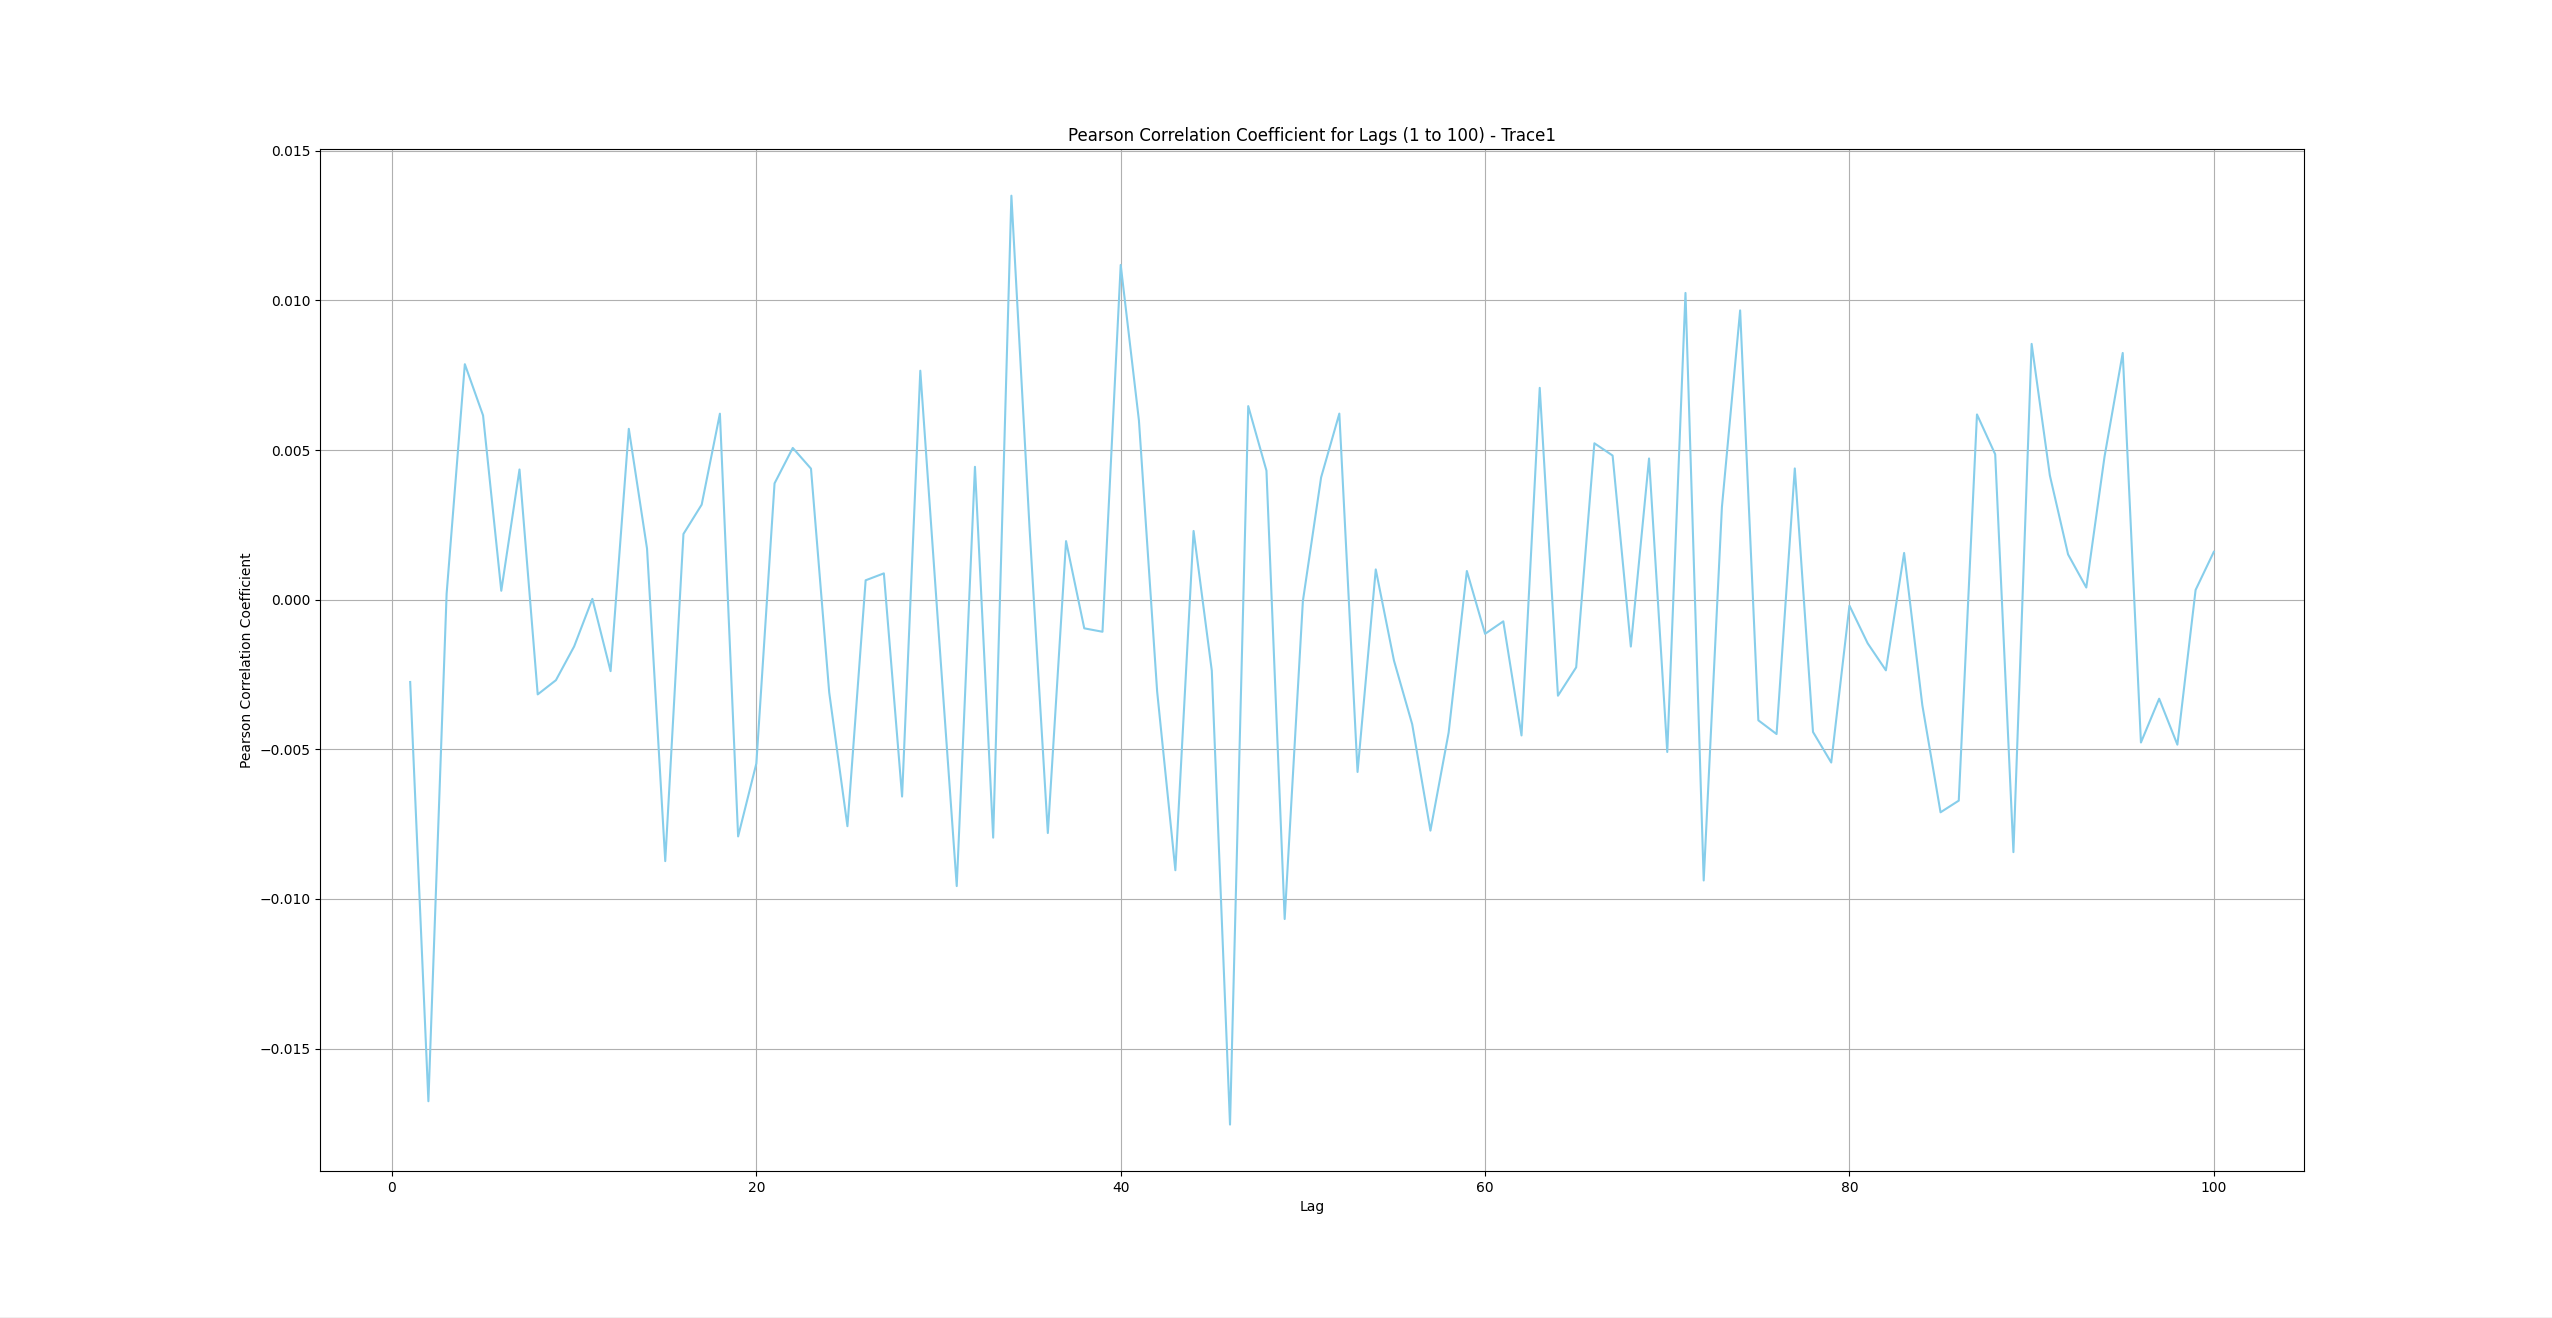 Pearson Correlation Coefficient for Lags (1 to 100) - Trace1
0.015
0.010
0.005
0.000
−0.005
−0.010
−0.015
Pearson Correlation Coefficient
0 20 40 60 80 100
Lag